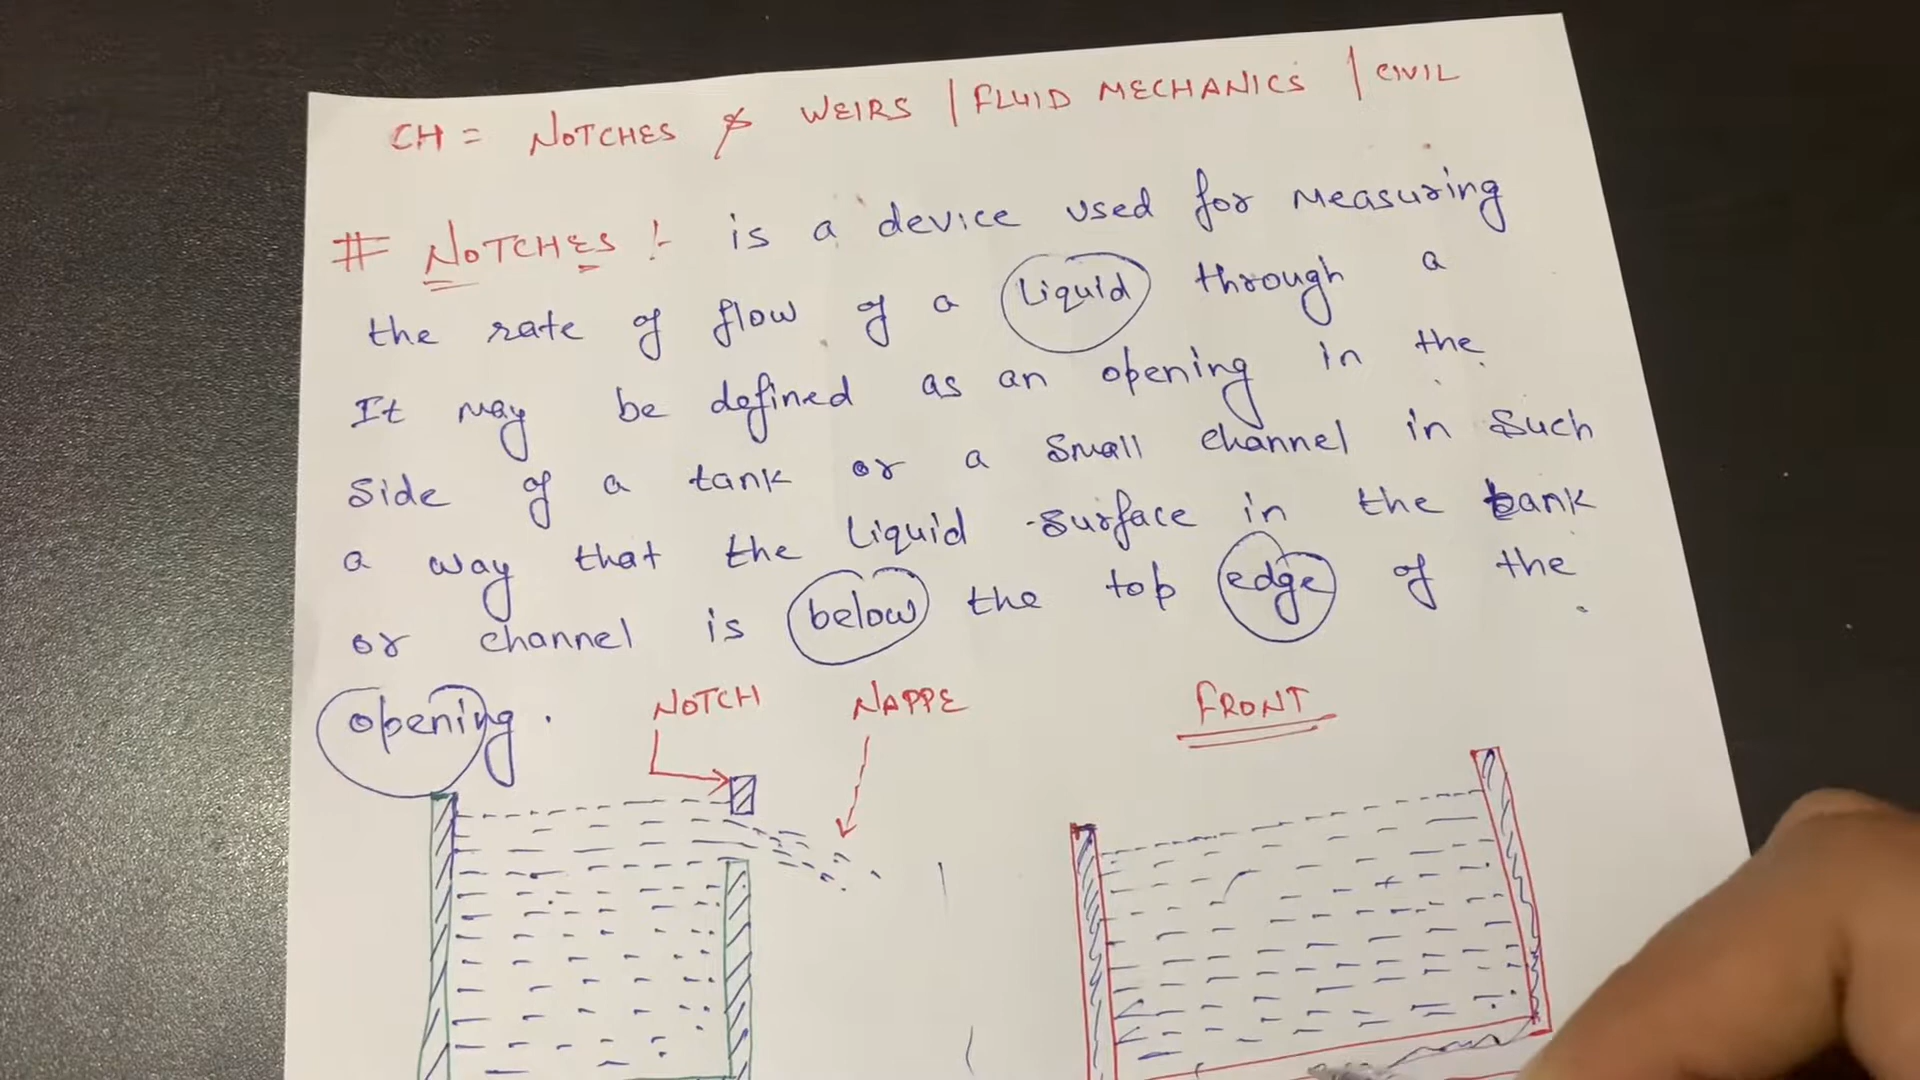 CH = NOTCHES & WEIRS | FLUID MECHANICS | CIVIL
# NOTCHES :- is a device used for measuring
the rate of flow of a liquid through a
It may be defined as an opening in the
side of a tank or a small channel in such
a way that the liquid surface in the tank
or channel is below the top edge of the
opening.
NOTCH NAPPE FRONT